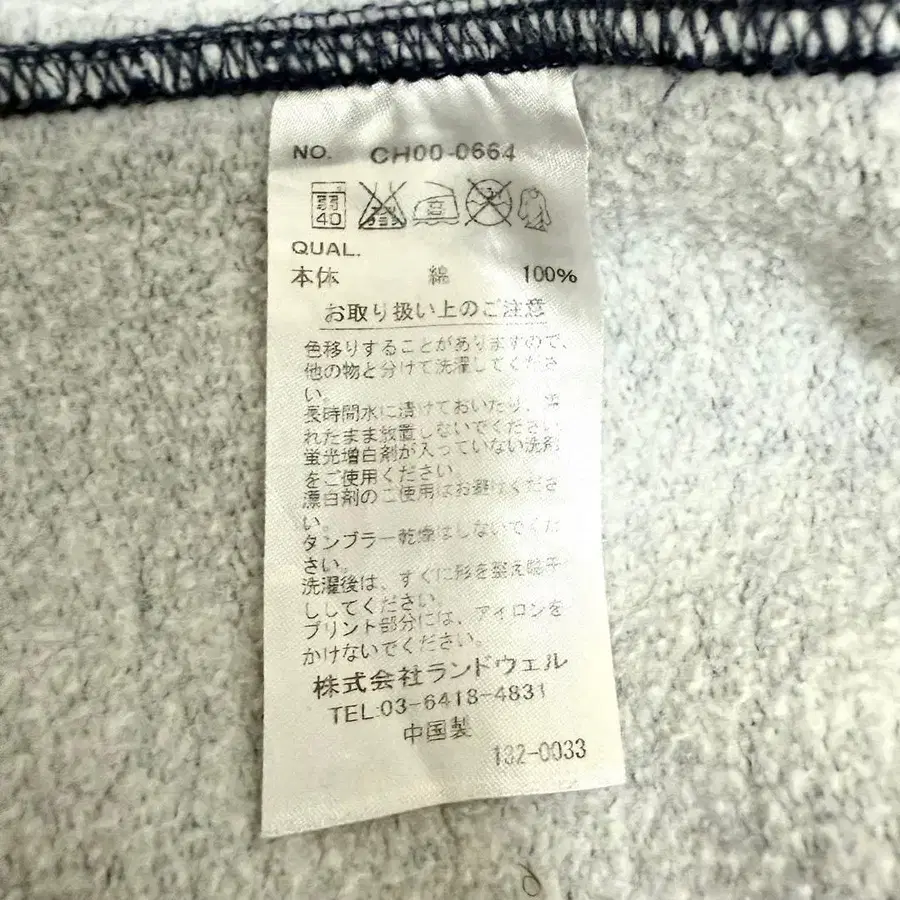 NO. CH00-0664
弱
40
高
QUAL.
本体 綿 100%
お取り扱い上のご注意
色移りすることがありますので、
他の物と分けて洗濯してくださ
い。
長時間水に漬けておいたり、濡
れたまま放置しないでください。
蛍光増白剤が入っていない洗剤
をご使用ください。
漂白剤のご使用はお避けくださ
い。
タンブラー乾燥はしないでくだ
さい。
洗濯後は、すぐに形を整え陰干
ししてください。
プリント部分には、アイロンを
かけないでください。
株式会社ランドウェル
TEL:03-6418-4831
中国製
132-0033